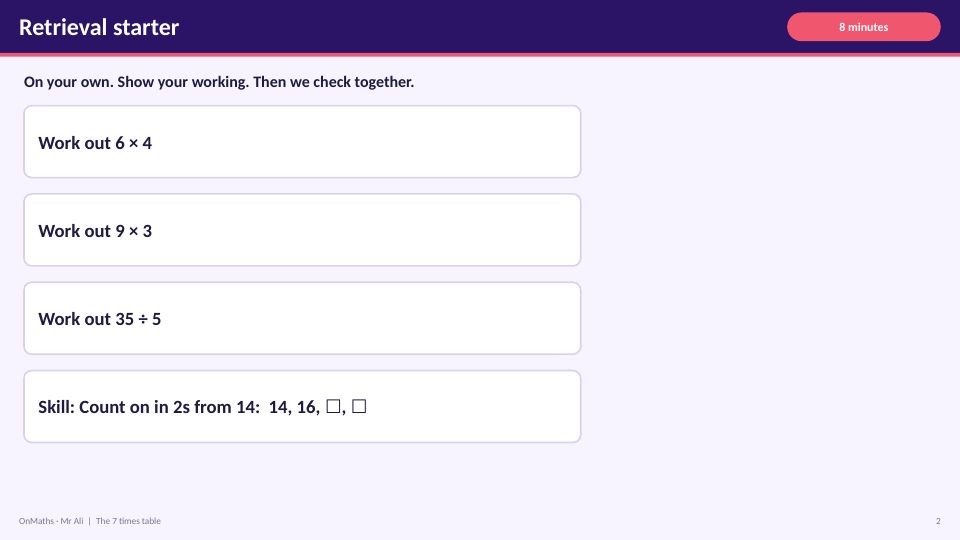 Retrieval starter
8 minutes
On your own. Show your working. Then we check together.
Work out 6 × 4
Work out 9 × 3
Work out 35 ÷ 5
Skill: Count on in 2s from 14:  14, 16, ☐, ☐
OnMaths - Mr Ali | The 7 times table
2